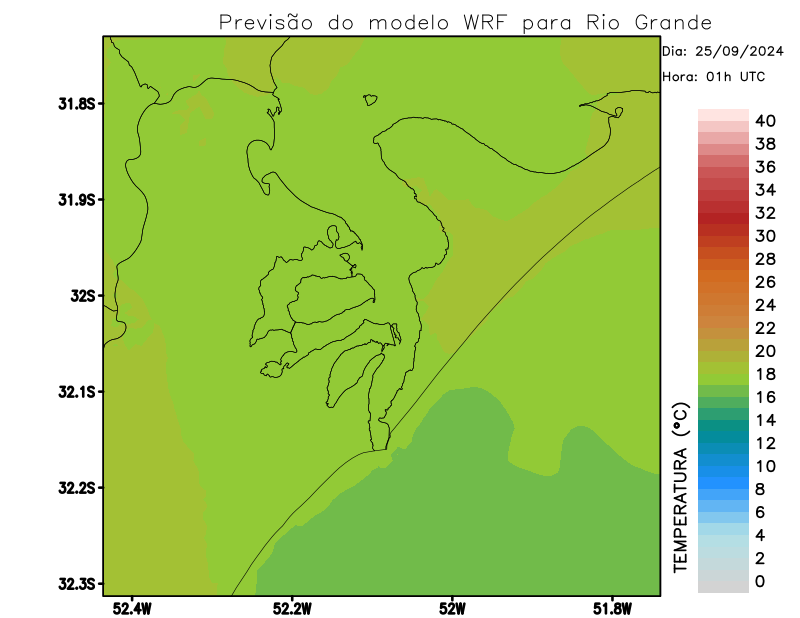 Previsão do modelo WRF para Rio Grande
Dia: 25/09/2024
Hora: 01h UTC
31.8S
31.9S
32S
32.1S
32.2S
32.3S
52.4W
52.2W
52W
51.8W
TEMPERATURA (°C)
40
38
36
34
32
30
28
26
24
22
20
18
16
14
12
10
8
6
4
2
0